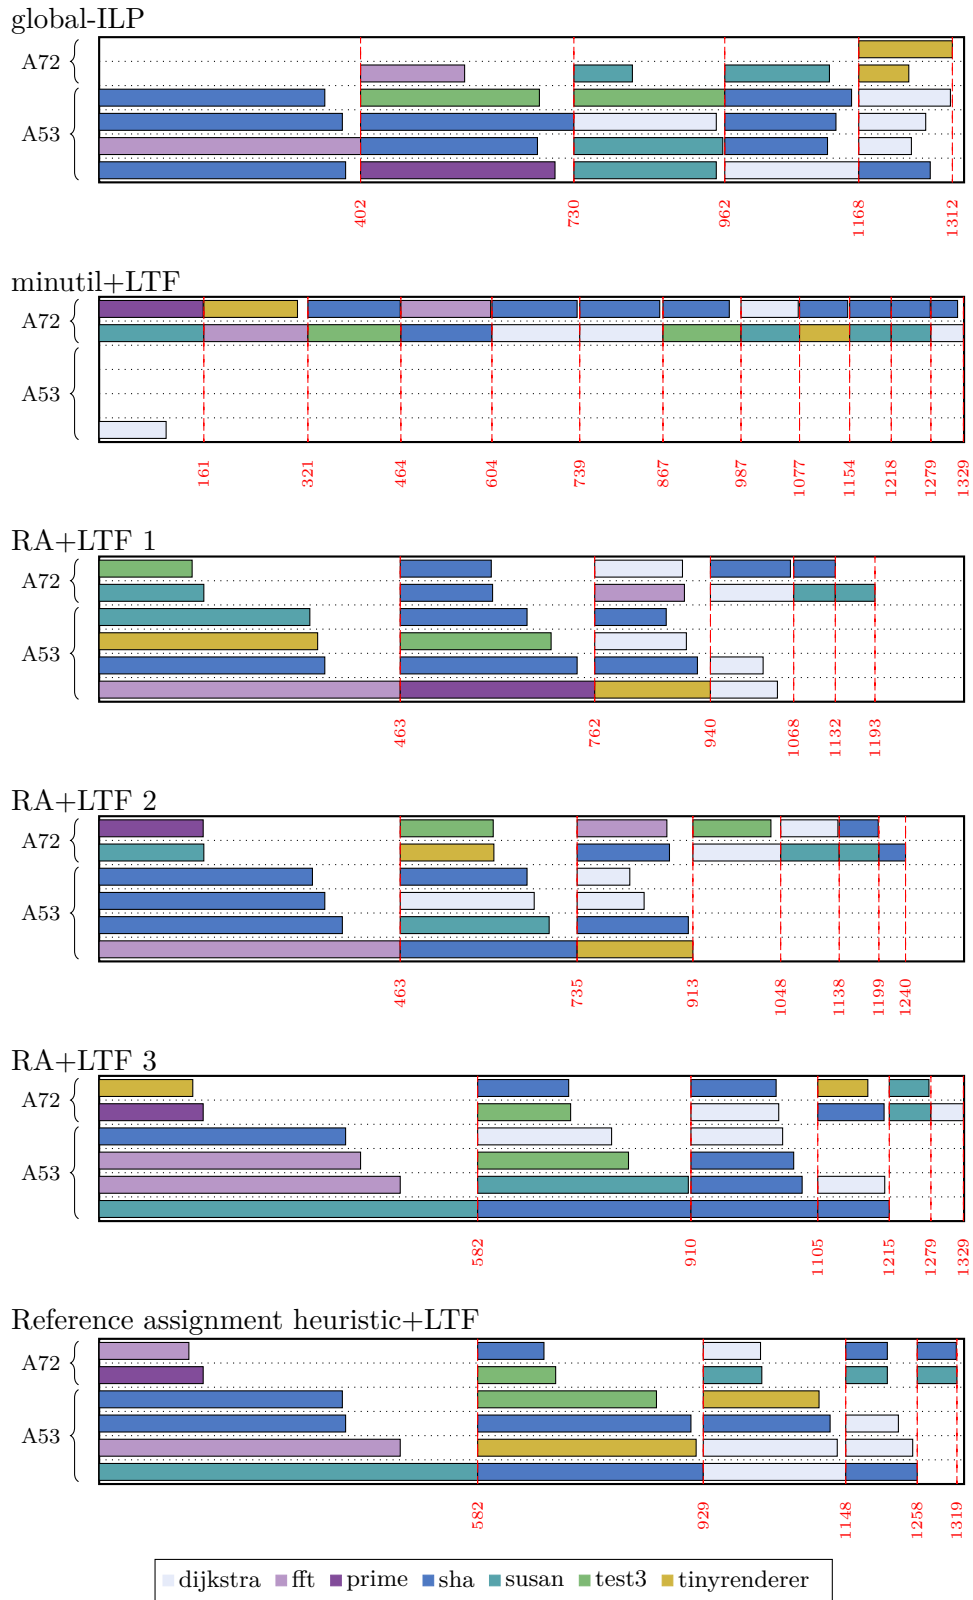 global-ILP
A72
A53
402 730 962 1168 1312
minutil+LTF
A72
A53
161 321 464 604 739 867 987 1077 1154 1218 1279 1329
RA+LTF 1
A72
A53
463 762 940 1068 1132 1193
RA+LTF 2
A72
A53
463 735 913 1048 1138 1199 1240
RA+LTF 3
A72
A53
582 910 1105 1215 1279 1329
Reference assignment heuristic+LTF
A72
A53
582 929 1148 1258 1319
dijkstra fft prime sha susan test3 tinyrenderer